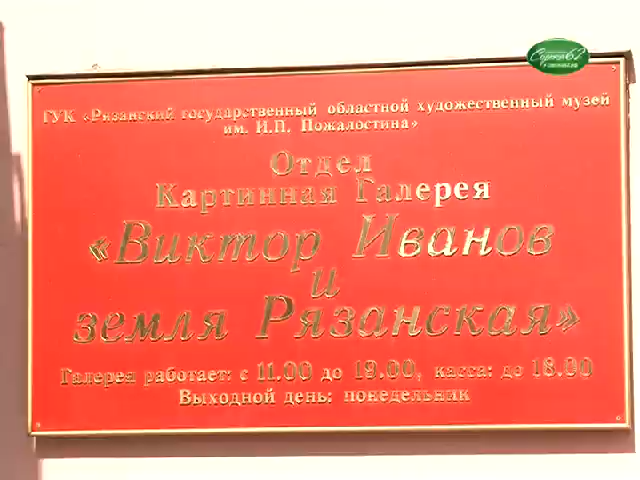 ГУК «Рязанский государственный областной художественный музей
им. И.П. Пожалостина»
Отдел
Картинная Галерея
«Виктор Иванов
и
земля Рязанская»
Галерея работает: с 11.00 до 19.00, касса: до 18.00
Выходной день: понедельник